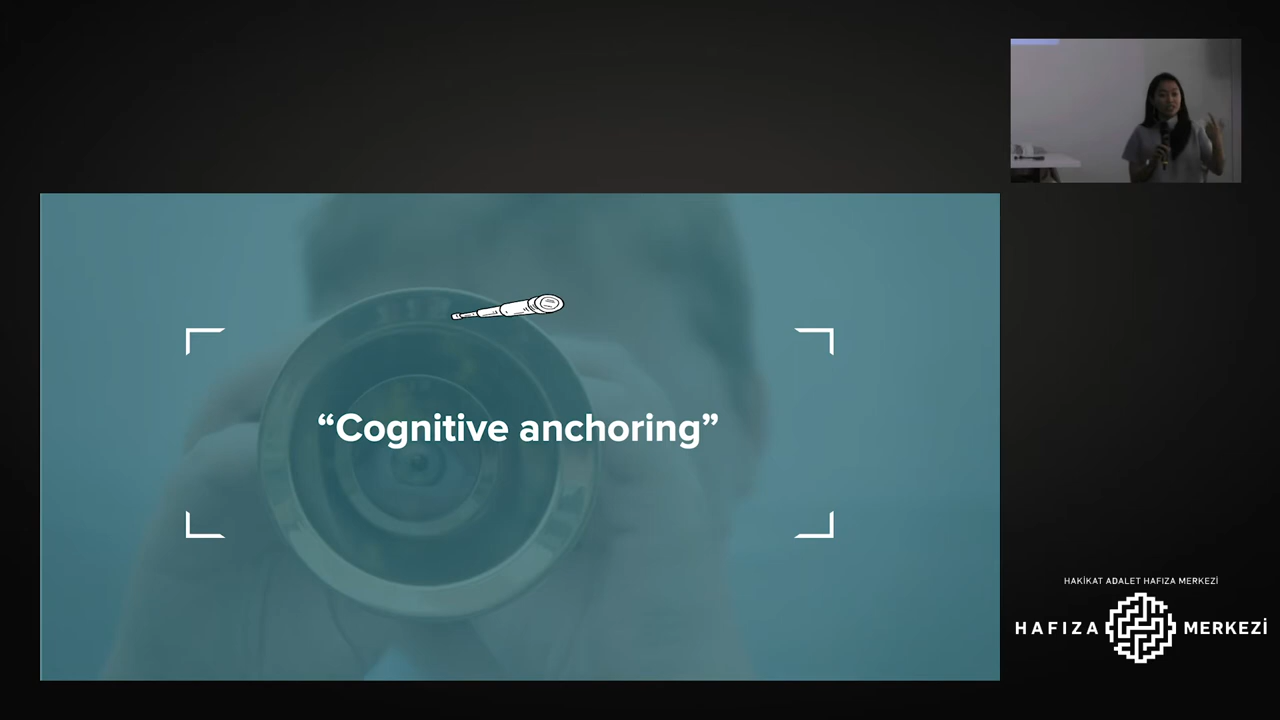 “Cognitive anchoring”
HAKİKAT ADALET HAFIZA MERKEZİ
HAFIZA MERKEZİ